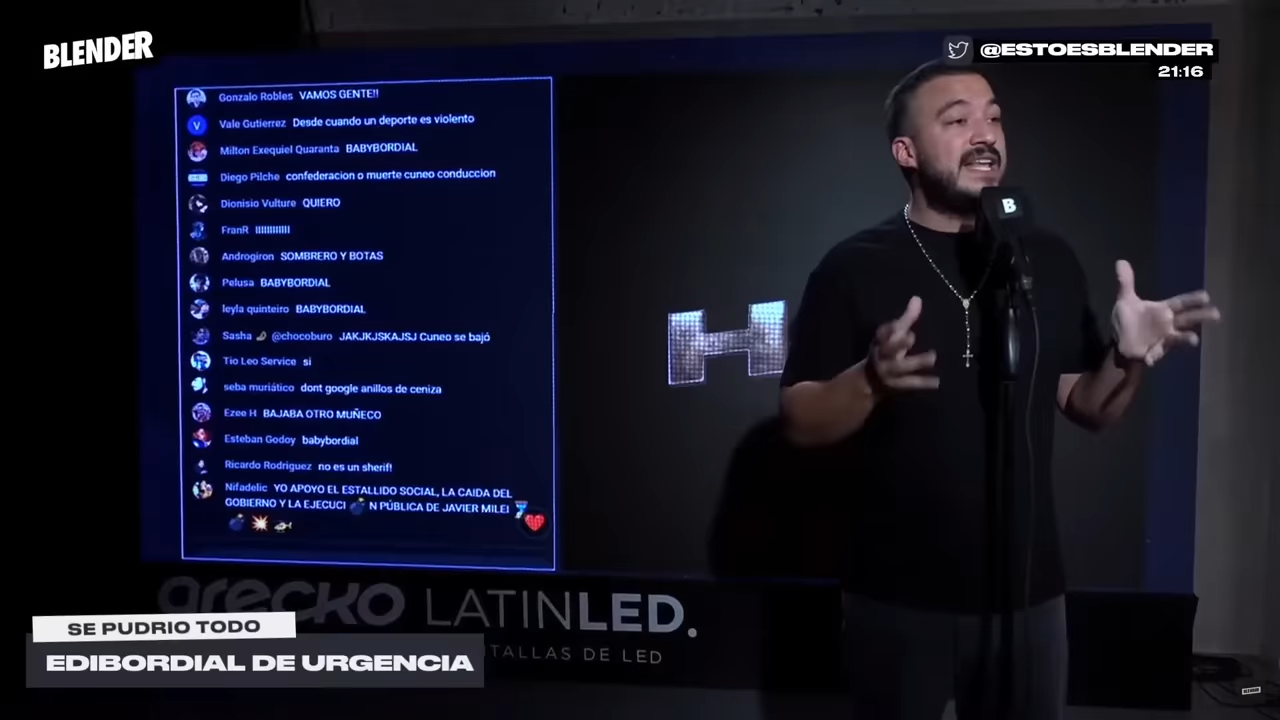 BLENDER
@ESTOESBLENDER
21:16
Gonzalo Robles VAMOS GENTE!!
V Vale Gutierrez Desde cuando un deporte es violento
Milton Exequiel Quaranta BABYBORDIAL
Diego Pilche confederacion o muerte cuneo conduccion
Dionisio Vulture QUIERO
FranR IIIIIIIIIIII
Androgiron SOMBRERO Y BOTAS
Pelusa BABYBORDIAL
leyla quinteiro BABYBORDIAL
Sasha @chocoburo JAKJKJSKAJSJ Cuneo se bajó
Tio Leo Service si
seba muriático dont google anillos de ceniza
Ezee H BAJABA OTRO MUÑECO
Esteban Godoy babybordial
Ricardo Rodriguez no es un sherif!
Nifadelic YO APOYO EL ESTALLIDO SOCIAL, LA CAIDA DEL
GOBIERNO Y LA EJECUCI💣N PÚBLICA DE JAVIER MILEI
💣 💥 🚁
H
B
grecko LATINLED.
TALLAS DE LED
SE PUDRIO TODO
EDIBORDIAL DE URGENCIA